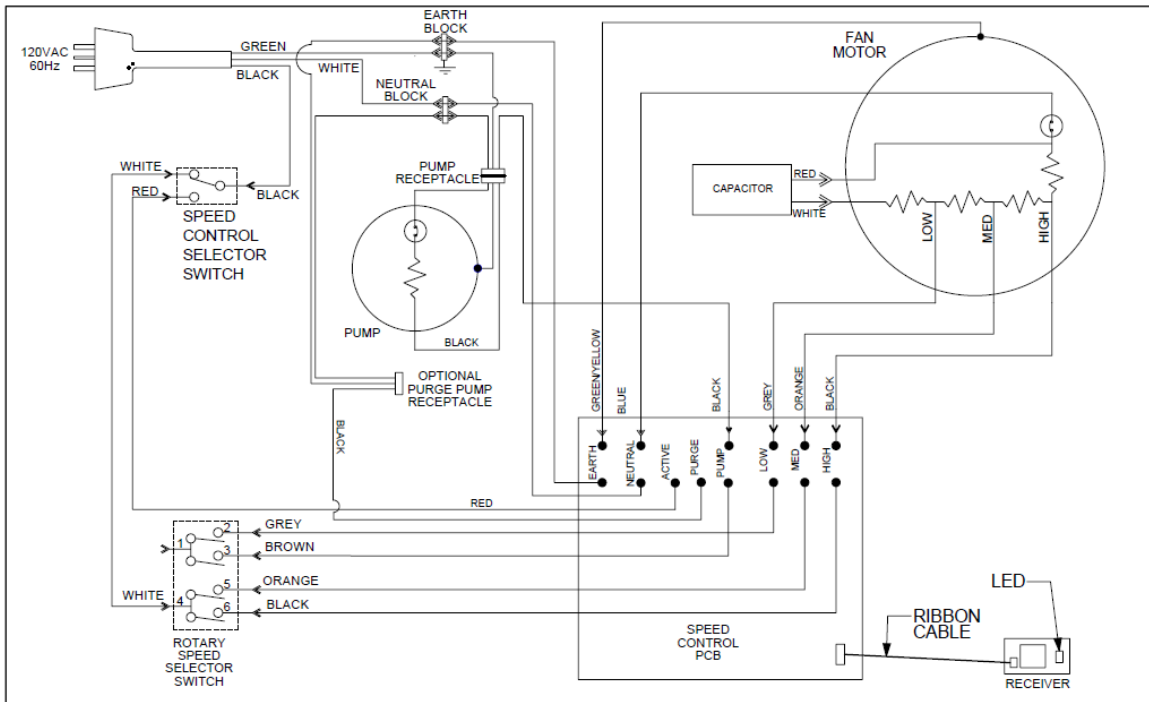 120VAC
60Hz
GREEN
WHITE
BLACK
EARTH
BLOCK
NEUTRAL
BLOCK
FAN
MOTOR
WHITE
RED
BLACK
SPEED
CONTROL
SELECTOR
SWITCH
PUMP
RECEPTACLE
PUMP
BLACK
CAPACITOR
RED
WHITE
LOW
MED
HIGH
OPTIONAL
PURGE PUMP
RECEPTACLE
BLACK
GREEN/YELLOW
BLUE
BLACK
GREY
ORANGE
BLACK
EARTH
NEUTRAL
ACTIVE
PURGE
PUMP
LOW
MED
HIGH
RED
1
2
3
GREY
BROWN
WHITE
4
5
6
ORANGE
BLACK
ROTARY
SPEED
SELECTOR
SWITCH
SPEED
CONTROL
PCB
LED
RIBBON
CABLE
RECEIVER